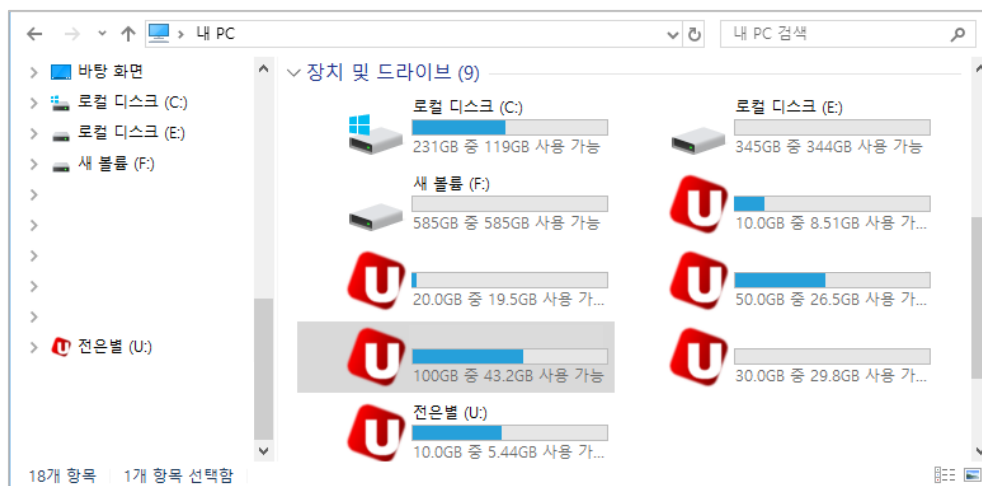 내 PC
내 PC 검색
바탕 화면
로컬 디스크 (C:)
로컬 디스크 (E:)
새 볼륨 (F:)
전은별 (U:)
장치 및 드라이브 (9)
로컬 디스크 (C:)
231GB 중 119GB 사용 가능
로컬 디스크 (E:)
345GB 중 344GB 사용 가능
새 볼륨 (F:)
585GB 중 585GB 사용 가능
U
10.0GB 중 8.51GB 사용 가...
U
20.0GB 중 19.5GB 사용 가...
U
50.0GB 중 26.5GB 사용 가...
U
100GB 중 43.2GB 사용 가능
U
30.0GB 중 29.8GB 사용 가...
전은별 (U:)
U
10.0GB 중 5.44GB 사용 가...
18개 항목
1개 항목 선택함